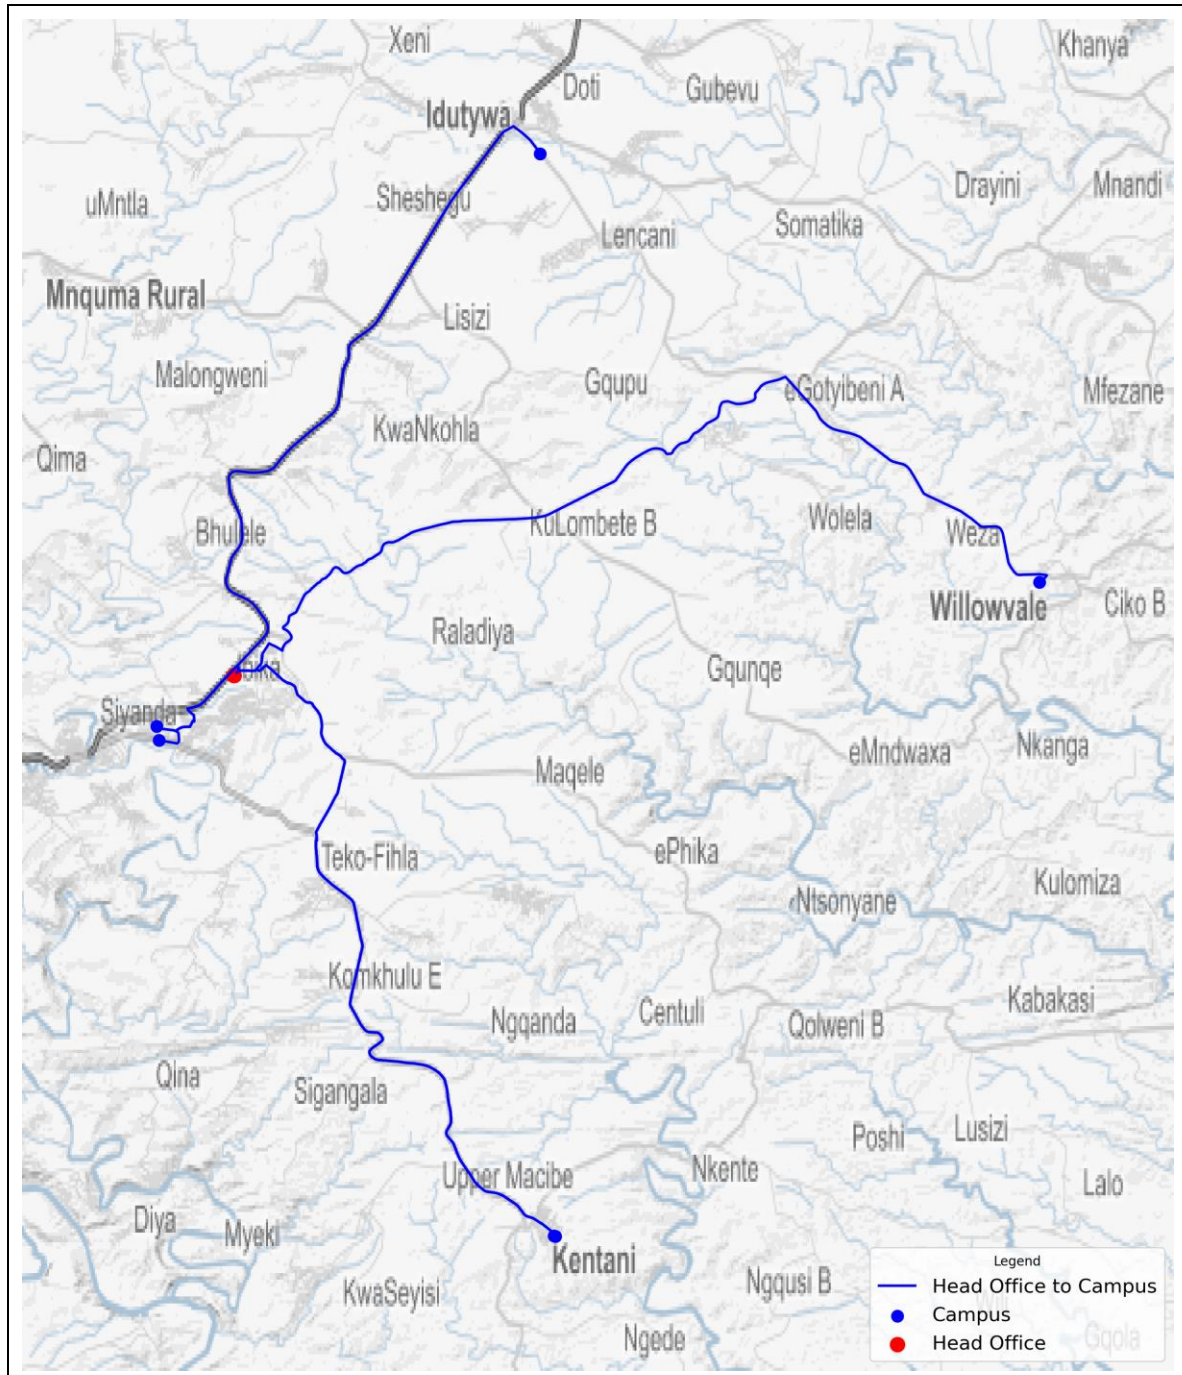 Xeni
Khanya
Doti
Gubevu
Idutywa
Sheshegu
Drayini
Mnandi
uMntla
Somatika
Lencani
Mnquma Rural
Lisizi
Malongweni
Gqupu
eGotyibeni A
Mfezane
KwaNkohla
Qima
Bhulele
KuLombete B
Wolela
Weza
Willowvale
Ciko B
Raladiya
Gqunqe
Siyanda
Nkanga
eMndwaxa
Maqele
Teko-Fihla
ePhika
Kulomiza
Ntsonyane
Komkhulu E
Kabakasi
Centuli
Ngqanda
Qolweni B
Qina
Sigangala
Lusizi
Poshi
Nkente
Upper Macibe
Lalo
Diya
Myeki
Kentani
KwaSeyisi
Ngqusi B
Ngede
Legend
Head Office to Campus
Campus
Head Office
Gqola